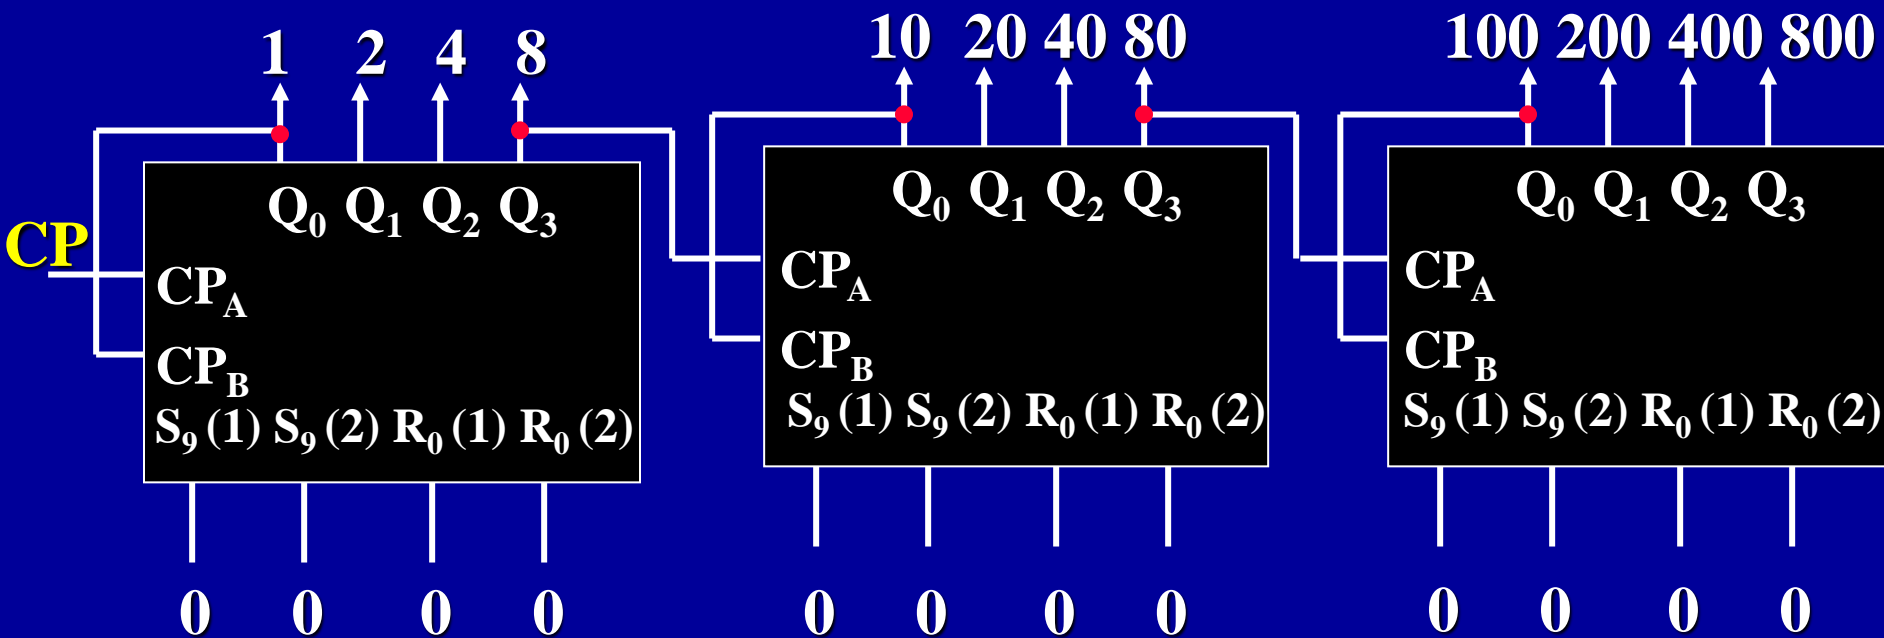 1 2 4 8 10 20 40 80 100 200 400 800
Q0 Q1 Q2 Q3 Q0 Q1 Q2 Q3 Q0 Q1 Q2 Q3
CP
CPA CPA CPA
CPB CPB CPB
S9 (1) S9 (2) R0 (1) R0 (2) S9 (1) S9 (2) R0 (1) R0 (2) S9 (1) S9 (2) R0 (1) R0 (2)
0 0 0 0 0 0 0 0 0 0 0 0